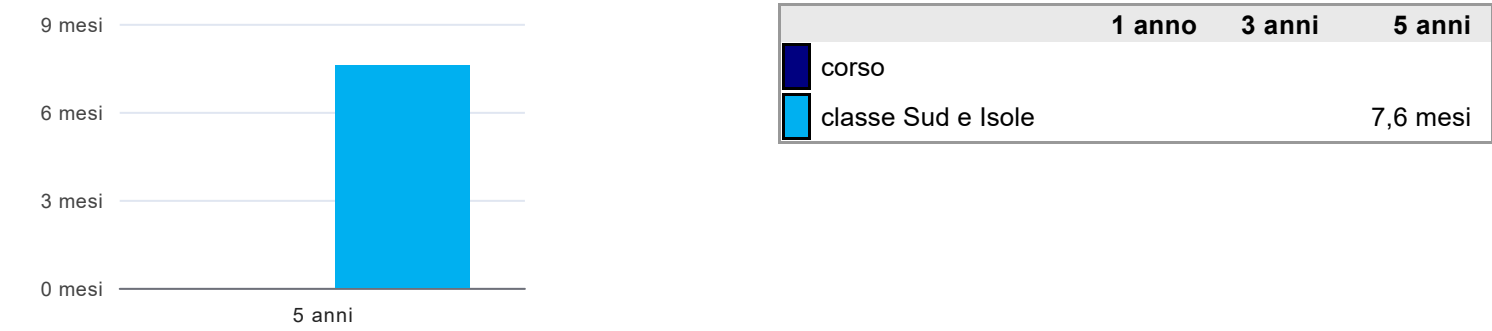 9 mesi
6 mesi
3 mesi
0 mesi
5 anni
1 anno 3 anni 5 anni
corso
classe Sud e Isole 7,6 mesi